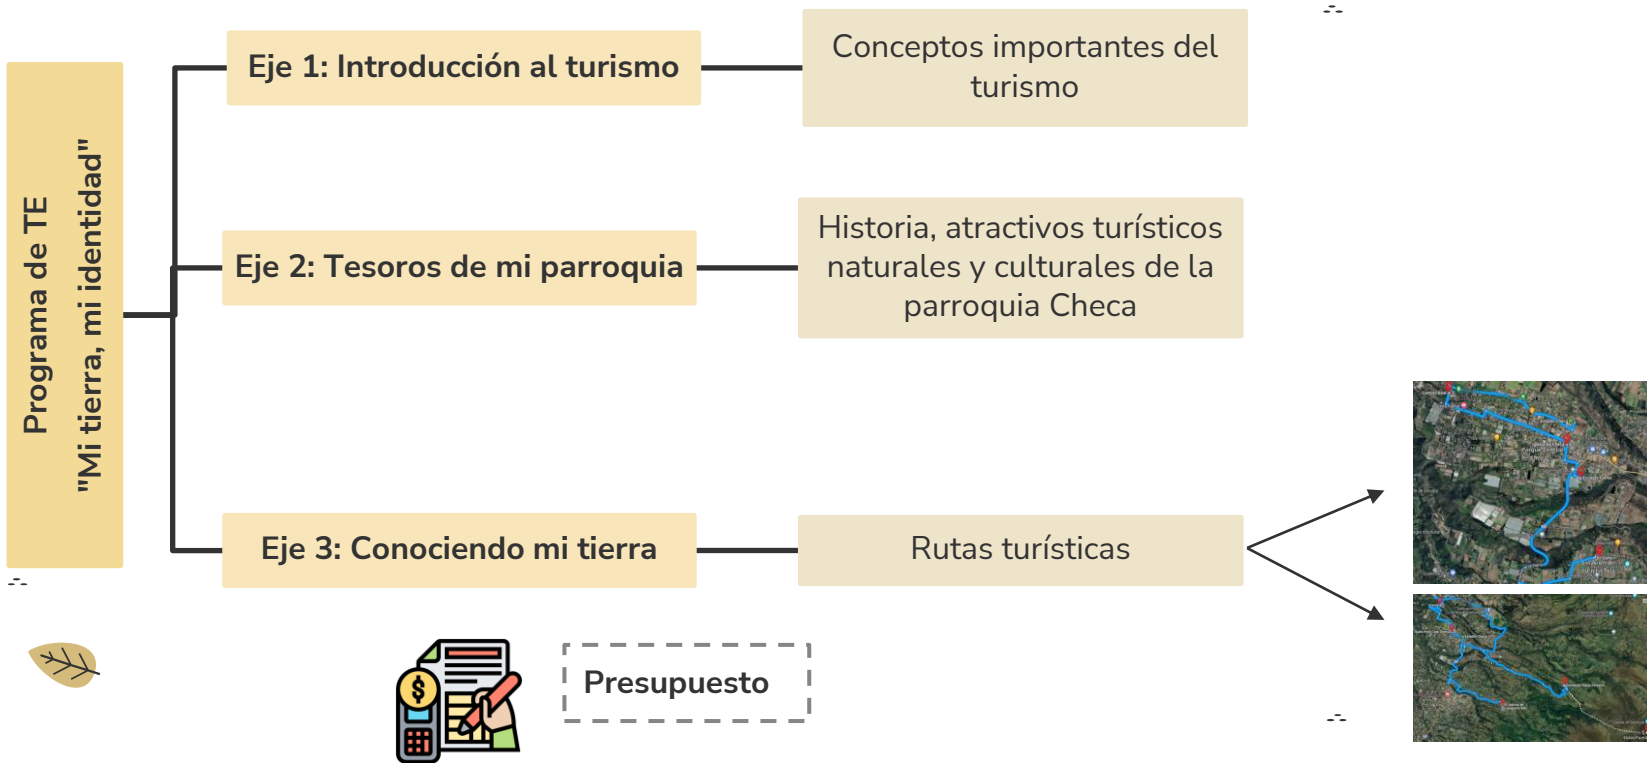 Programa de TE
"Mi tierra, mi identidad"
Eje 1: Introducción al turismo
Conceptos importantes del
turismo
Eje 2: Tesoros de mi parroquia
Historia, atractivos turísticos
naturales y culturales de la
parroquia Checa
Eje 3: Conociendo mi tierra
Rutas turísticas
$
Presupuesto